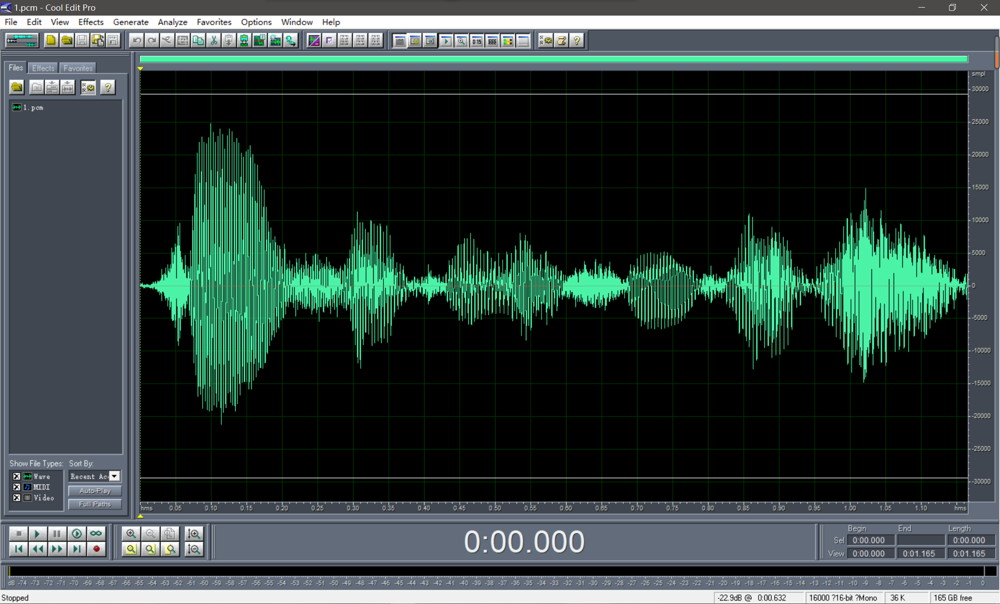 1.pcm - Cool Edit Pro
File Edit View Effects Generate Analyze Favorites Options Window Help
0:15
Files Effects Favorites
1.pcm
smpl
30000
25000
20000
15000
10000
5000
0
-5000
-10000
-15000
-20000
-25000
-30000
hms 0.05 0.10 0.15 0.20 0.25 0.30 0.35 0.40 0.45 0.50 0.55 0.60 0.65 0.70 0.75 0.80 0.85 0.90 0.95 1.00 1.05 1.10 hms
Show File Types: Sort By:
Wave Recent Ac
MIDI Auto-Play
Video Full Paths
0:00.000
Begin End Length
Sel 0:00.000 0:00.000
View 0:00.000 0:01.165 0:01.165
dB -74 -73 -72 -71 -70 -69 -68 -67 -66 -65 -64 -63 -62 -61 -60 -59 -58 -57 -56 -55 -54 -53 -52 -51 -50 -49 -48 -47 -46 -45 -44 -43 -42 -41 -40 -39 -38 -37 -36 -35 -34 -33 -32 -31 -30 -29 -28 -27 -26 -25 -24 -23 -22 -21 -20 -19 -18 -17 -16 -15 -14 -13 -12 -11 -10 -9 -8 -7 -6 -5 -4 -3 -2 -1 0
Stopped -22.9dB @ 0:00.632 16000 ?16-bit ?Mono 36 K 165 GB free